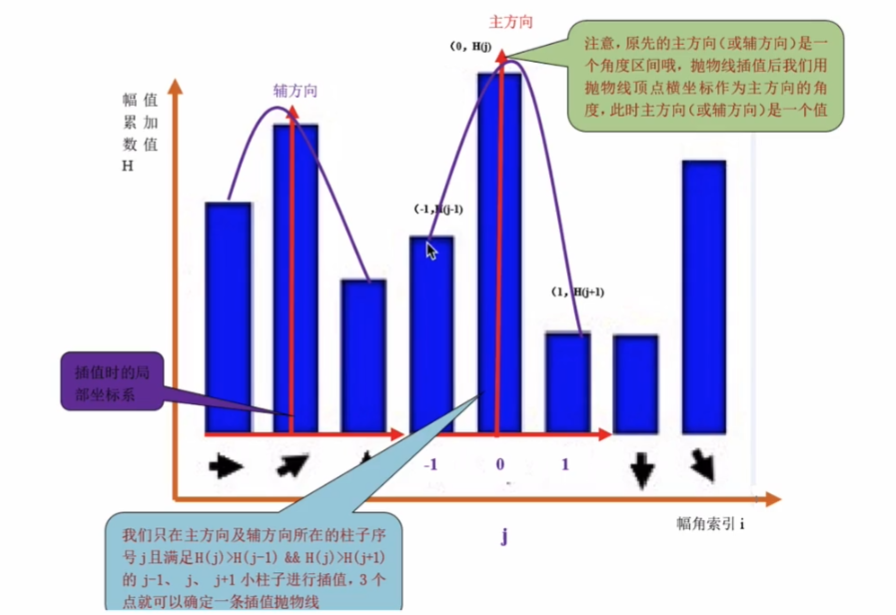 主方向
（0, H(j)
注意，原先的主方向（或辅方向）是一
个角度区间哦，抛物线插值后我们用
抛物线顶点横坐标作为主方向的角
度，此时主方向（或辅方向）是一个值
辅方向
幅 值
累 加
数 值
H
（-1,H(j-1)
（1, H(j+1)
插值时的局
部坐标系
-1 0 1
幅角索引 i
j
我们只在主方向及辅方向所在的柱子序
号j且满足H(j)>H(j-1) && H(j)>H(j+1)
的 j-1、 j、 j+1 小柱子进行插值，3 个
点就可以确定一条插值抛物线